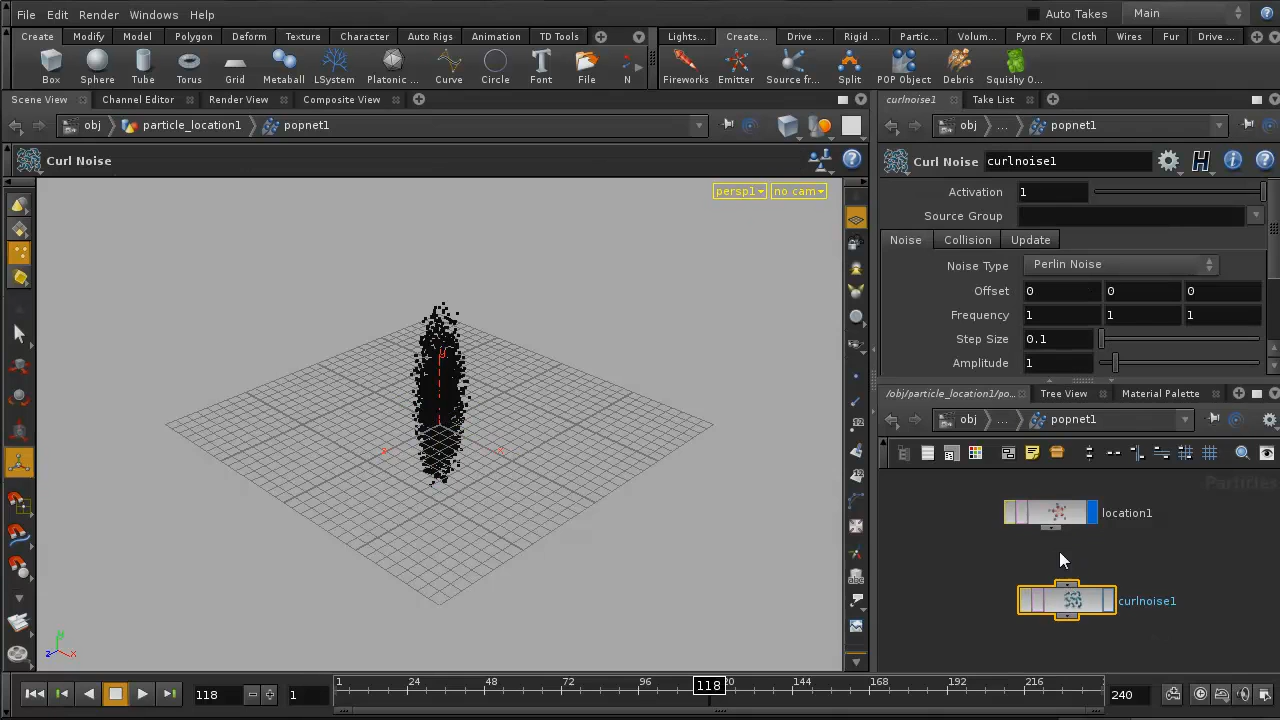 File Edit Render Windows Help Auto Takes Main
Create Modify Model Polygon Deform Texture Character Auto Rigs Animation TD Tools Lights... Create... Drive ... Rigid ... Partic... Volum... Pyro FX Cloth Wires Fur Drive ...
Box Sphere Tube Torus Grid Metaball LSystem Platonic ... Curve Circle Font File N Fireworks Emitter Source fr... Split POP Object Debris Squishy O...
Scene View Channel Editor Render View Composite View curlnoise1 Take List
obj particle_location1 popnet1 obj ... popnet1
Curl Noise Curl Noise curlnoise1
persp1 no cam
Activation 1
Source Group
Noise Collision Update
Noise Type Perlin Noise
Offset 0 0 0
Frequency 1 1 1
Step Size 0.1
Amplitude 1
/obj/particle_location1/po... Tree View Material Palette
obj ... popnet1
Particles
location1
curlnoise1
y
x
y
z x
12
12
abc
118 1 1 24 48 72 96 118 20 144 168 192 216 240